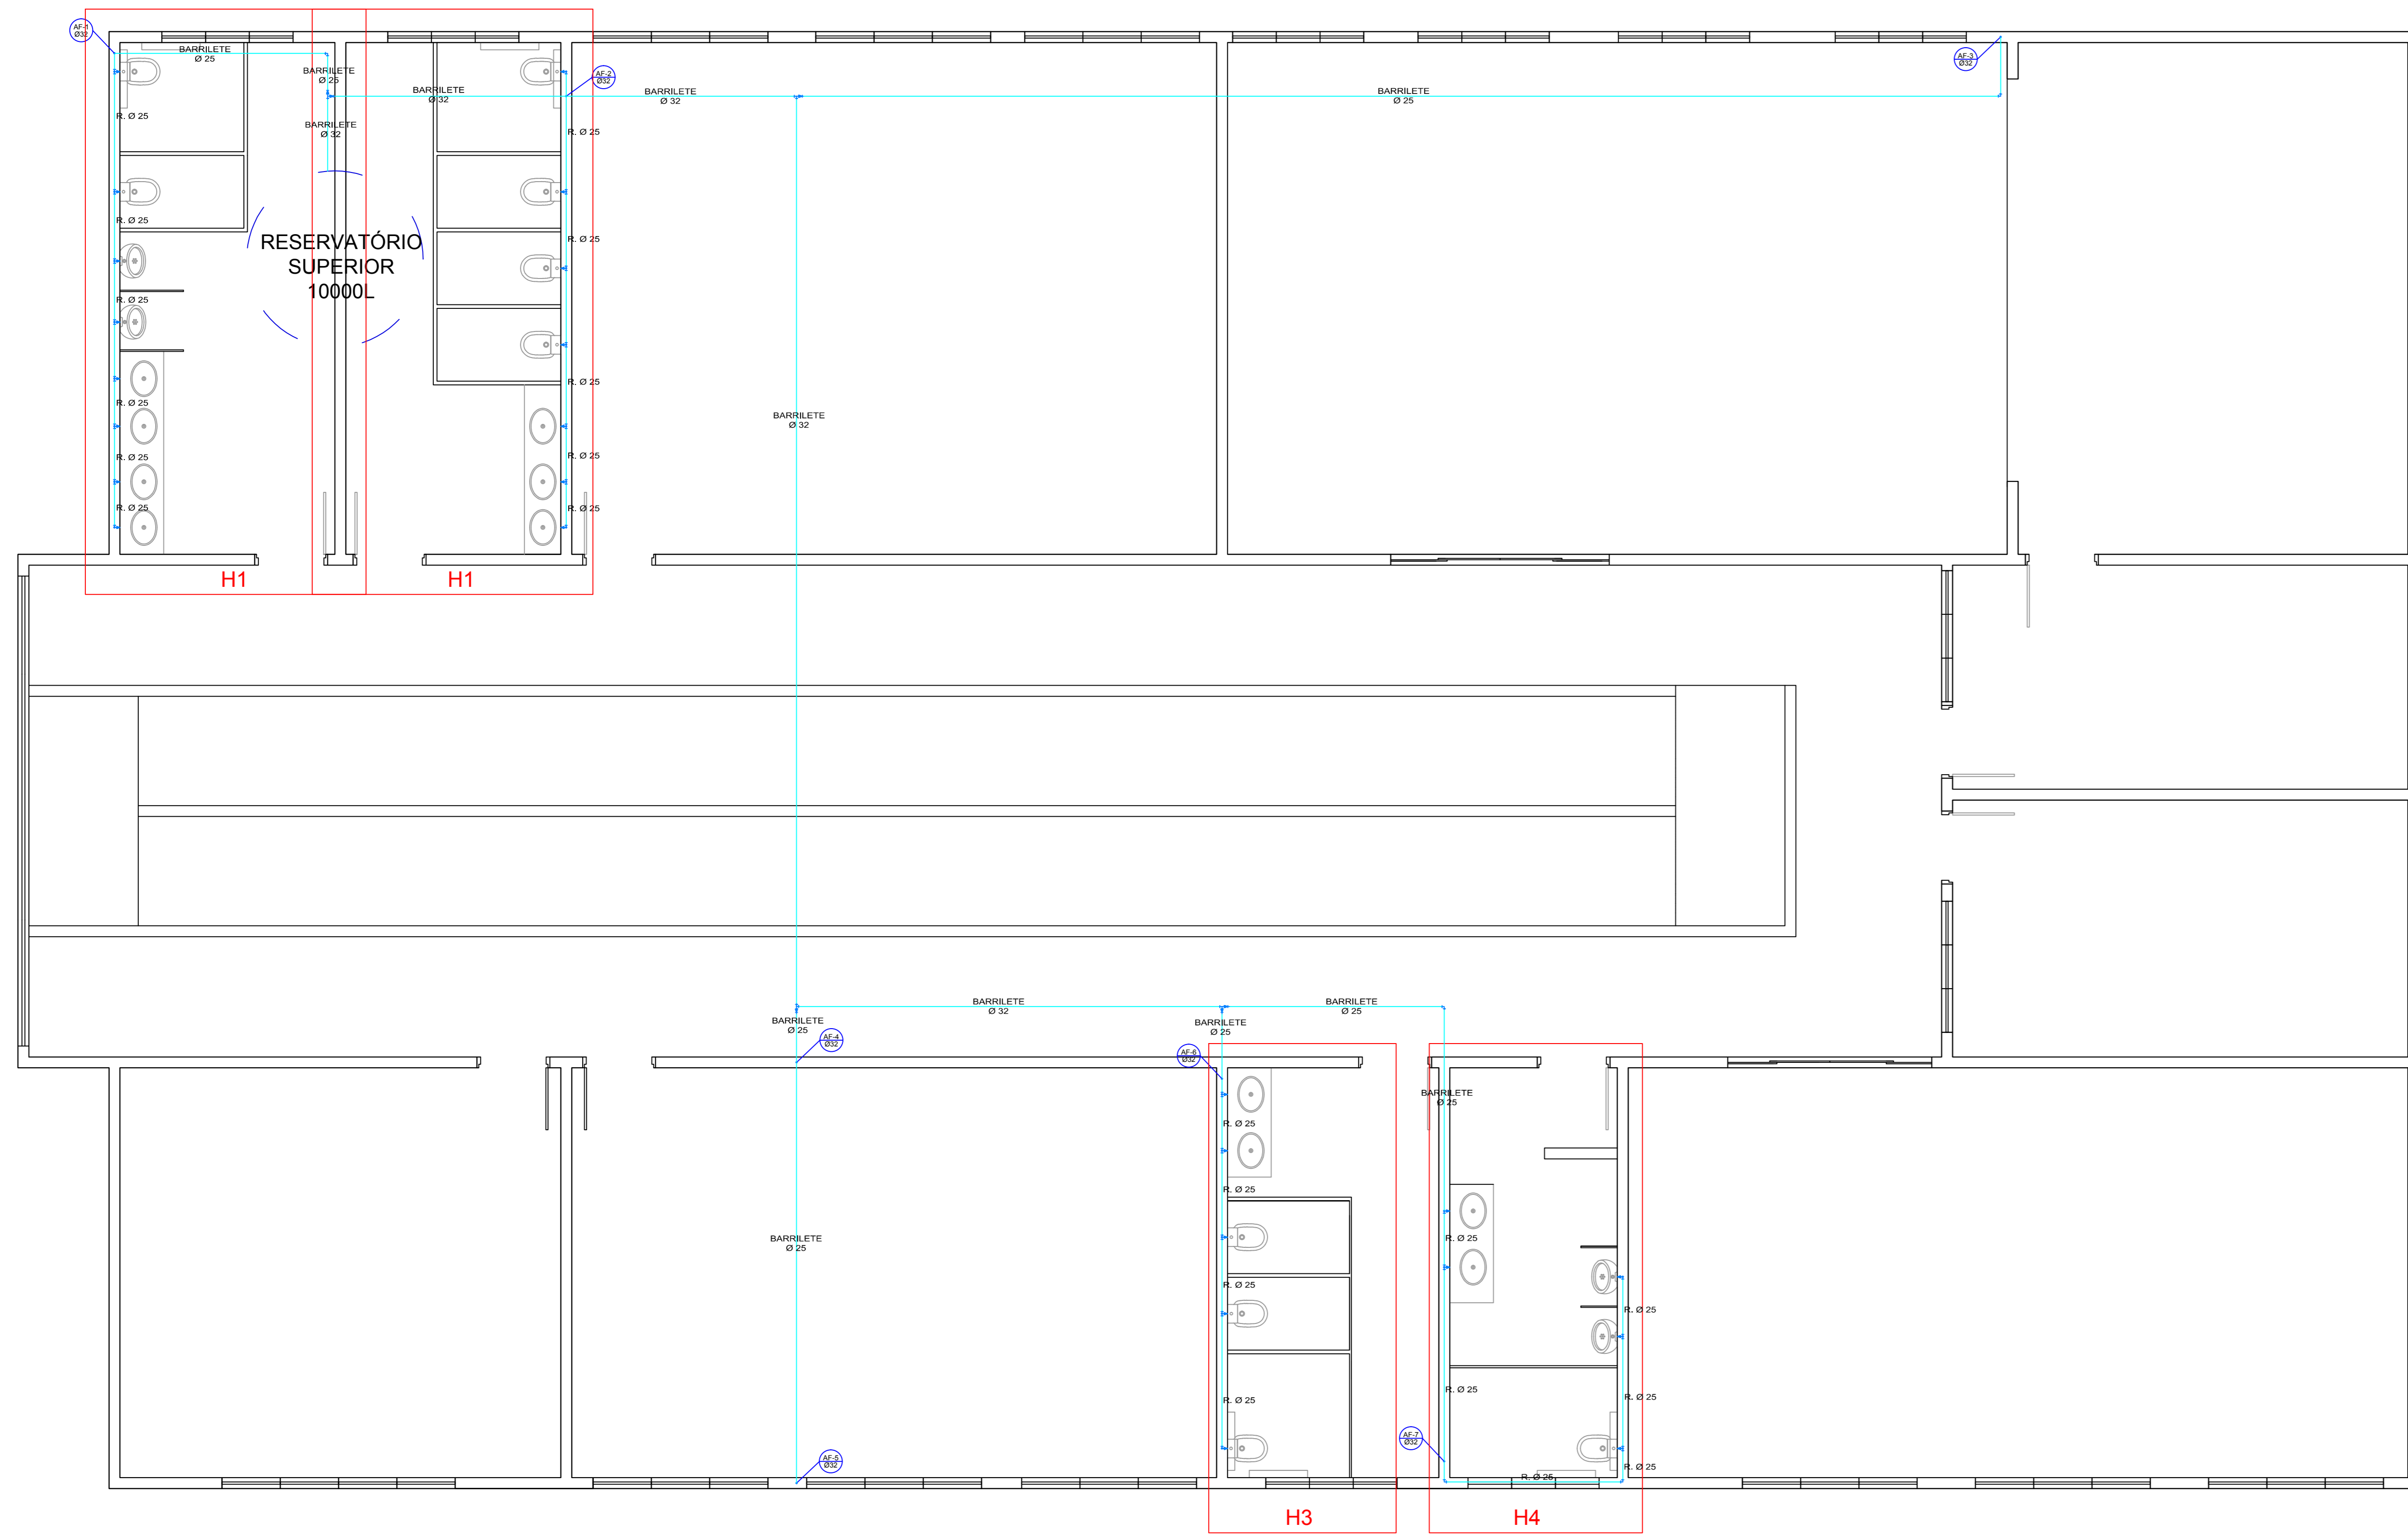 AF-1
Ø32
BARRILETE
Ø 25
BARRILETE
Ø 25
BARRILETE
Ø 32
AF-2
Ø32
BARRILETE
Ø 32
BARRILETE
Ø 25
AF-3
Ø32
R. Ø 25
BARRILETE
Ø 32
R. Ø 25
R. Ø 25
RESERVATÓRIO
SUPERIOR
10000L
R. Ø 25
R. Ø 25
R. Ø 25
R. Ø 25
R. Ø 25
BARRILETE
Ø 32
R. Ø 25
R. Ø 25
R. Ø 25
R. Ø 25
H1
H1
BARRILETE
Ø 32
BARRILETE
Ø 25
BARRILETE
Ø 25
BARRILETE
Ø 25
AF-4
Ø32
AF-6
Ø32
BARRILETE
Ø 25
R. Ø 25
R. Ø 25
BARRILETE
Ø 25
R. Ø 25
R. Ø 25
R. Ø 25
R. Ø 25
R. Ø 25
R. Ø 25
AF-7
Ø32
AF-5
Ø32
R. Ø 25
R. Ø 25
H3
H4